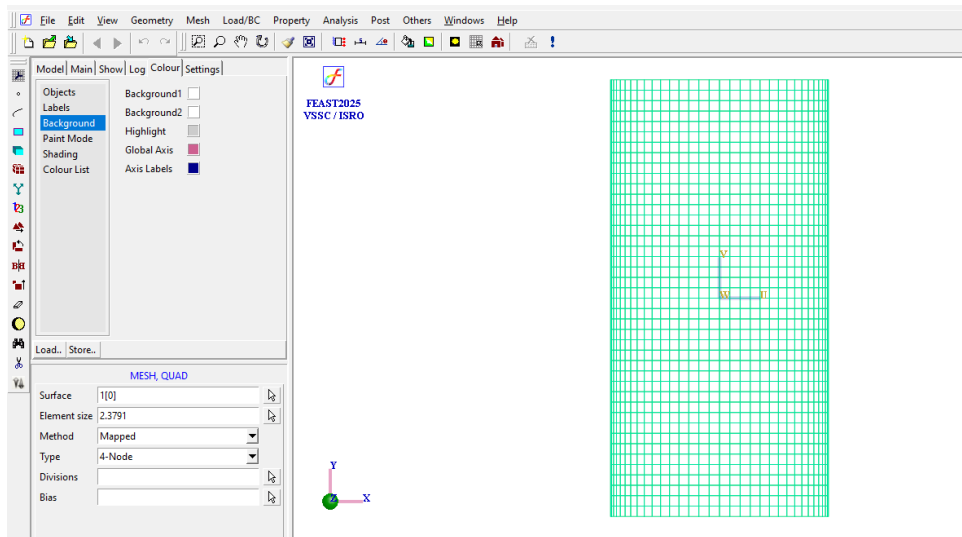 File Edit View Geometry Mesh Load/BC Property Analysis Post Others Windows Help
Model Main Show Log Colour Settings
Objects
Labels
Background
Paint Mode
Shading
Colour List
Background1
Background2
Highlight
Global Axis
Axis Labels
Load.. Store..
MESH, QUAD
Surface 1[0]
Element size 2.3791
Method Mapped
Type 4-Node
Divisions
Bias
FEAST2025
VSSC / ISRO
V
W U
Y
Z X
123